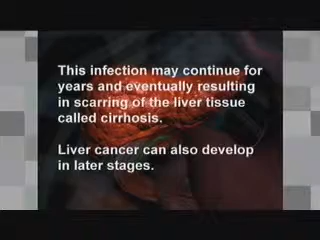 This infection may continue for
years and eventually resulting
in scarring of the liver tissue
called cirrhosis.
Liver cancer can also develop
in later stages.